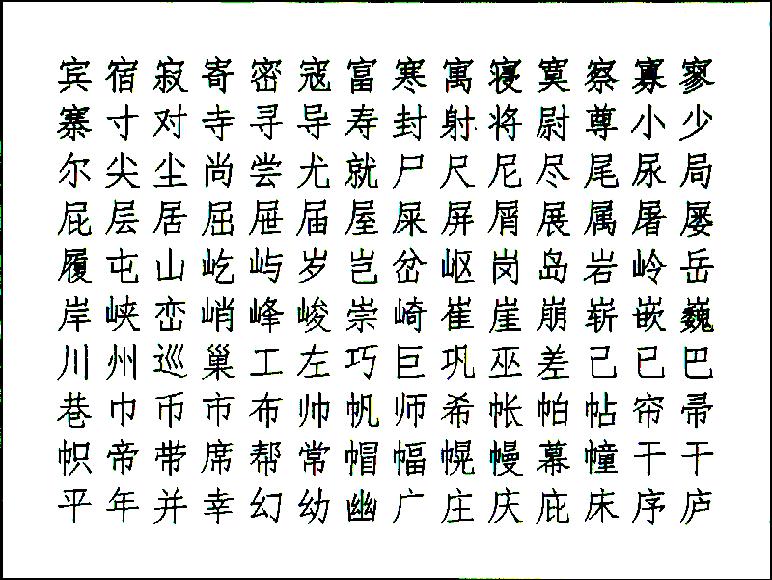 宾宿寂寄密寇富寒寓寝寞察寡寥
寨寸对寺寻导寿封射将尉尊小少
尔尖尘尚尝尤就尸尺尼尽尾尿局
屁层居屈屉届屋屎屏屑展属屠屡
履屯山屹屿岁岂岔岖岗岛岩岭岳
岸峡峦峭峰峻崇崎崔崖崩崭嵌巍
川州巡巢工左巧巨巩巫差己已巴
巷巾币市布帅帆师希帐帕帖帘帚
帜帝带席帮常帽幅幌幔幕幢干干
平年并幸幻幼幽广庄庆庇床序庐